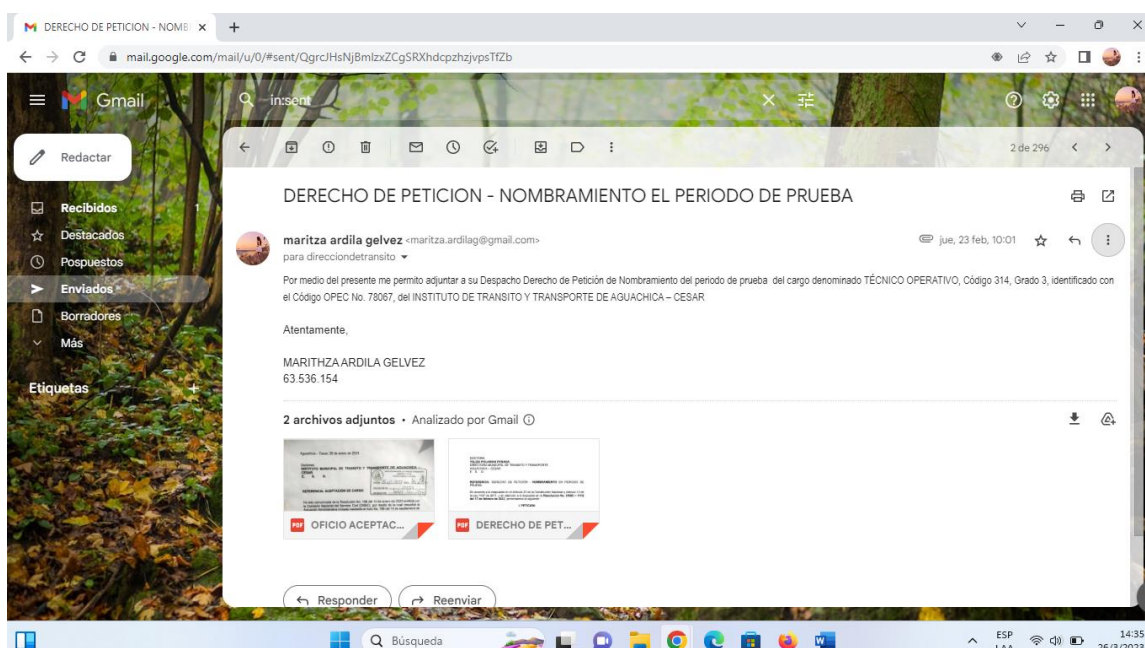 DERECHO DE PETICION - NOMB
mail.google.com/mail/u/0/#sent/QgrcJHsNjBmlzxZCgSRXhdcpzhzjvpsTfZb
Gmail
in:sent
Redactar
2 de 296
Recibidos 1
Destacados
Pospuestos
Enviados
Borradores
Más
Etiquetas
DERECHO DE PETICION - NOMBRAMIENTO EL PERIODO DE PRUEBA
maritza ardila gelvez <maritza.ardilag@gmail.com>
jue, 23 feb, 10:01
para direcciondetransito
Por medio del presente me permito adjuntar a su Despacho Derecho de Petición de Nombramiento del periodo de prueba del cargo denominado TÉCNICO OPERATIVO, Código 314, Grado 3, identificado con
el Código OPEC No. 78067, del INSTITUTO DE TRANSITO Y TRANSPORTE DE AGUACHICA – CESAR
Atentamente,
MARITHZA ARDILA GELVEZ
63.536.154
2 archivos adjuntos • Analizado por Gmail
PDF OFICIO ACEPTAC...
PDF DERECHO DE PET...
Responder
Reenviar
Búsqueda
ESP
LAA
14:35
26/3/2023